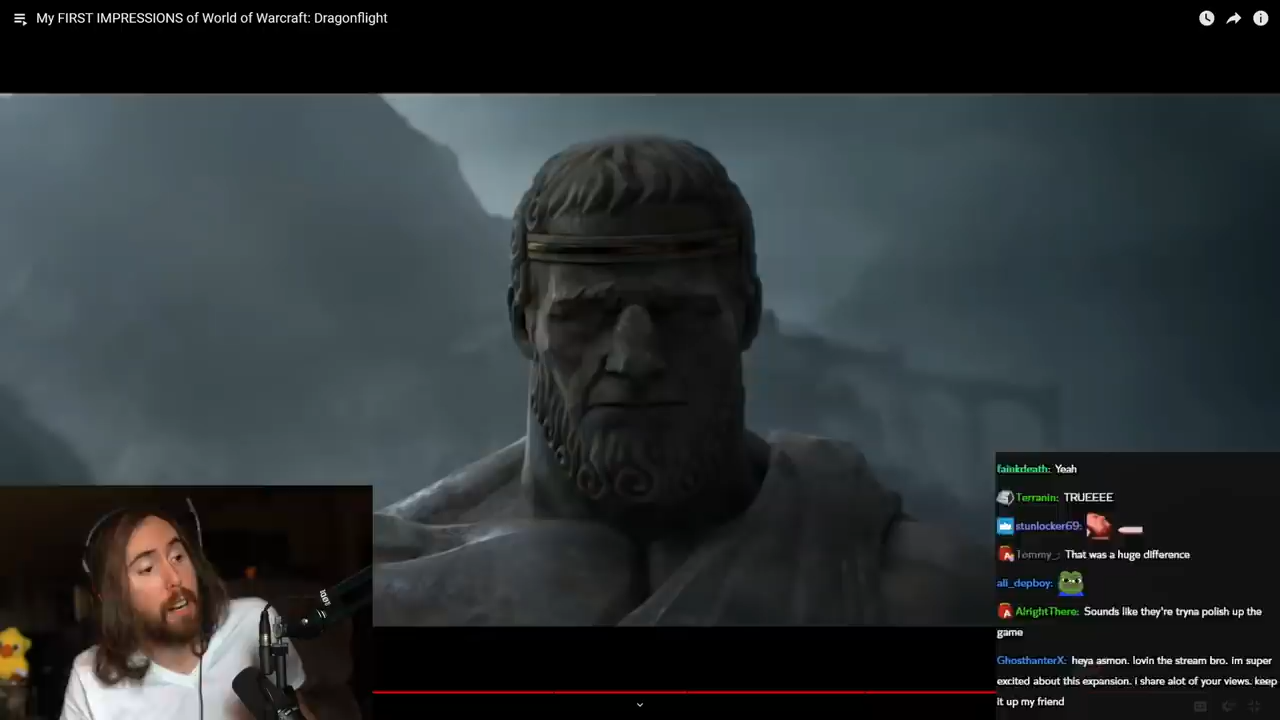 My FIRST IMPRESSIONS of World of Warcraft: Dragonflight
Yeah
Terranin: TRUEEEE
stunlocker69:
Tommy_: That was a huge difference
ali_depboy:
AlrightThere: Sounds like they're tryna polish up the
game
GhosthanterX: heya asmon. lovin the stream bro. im super
excited about this expansion. i share alot of your views. keep
it up my friend